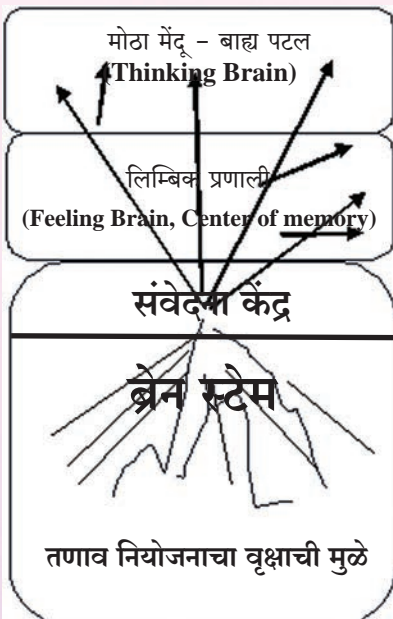 मोठा मेंदू – बाह्य पटल
(Thinking Brain)
लिम्बिक प्रणाली
(Feeling Brain, Center of memory)
संवेदना केंद्र
ब्रेन स्टेम
तणाव नियोजनाचा वृक्षाची मुळे